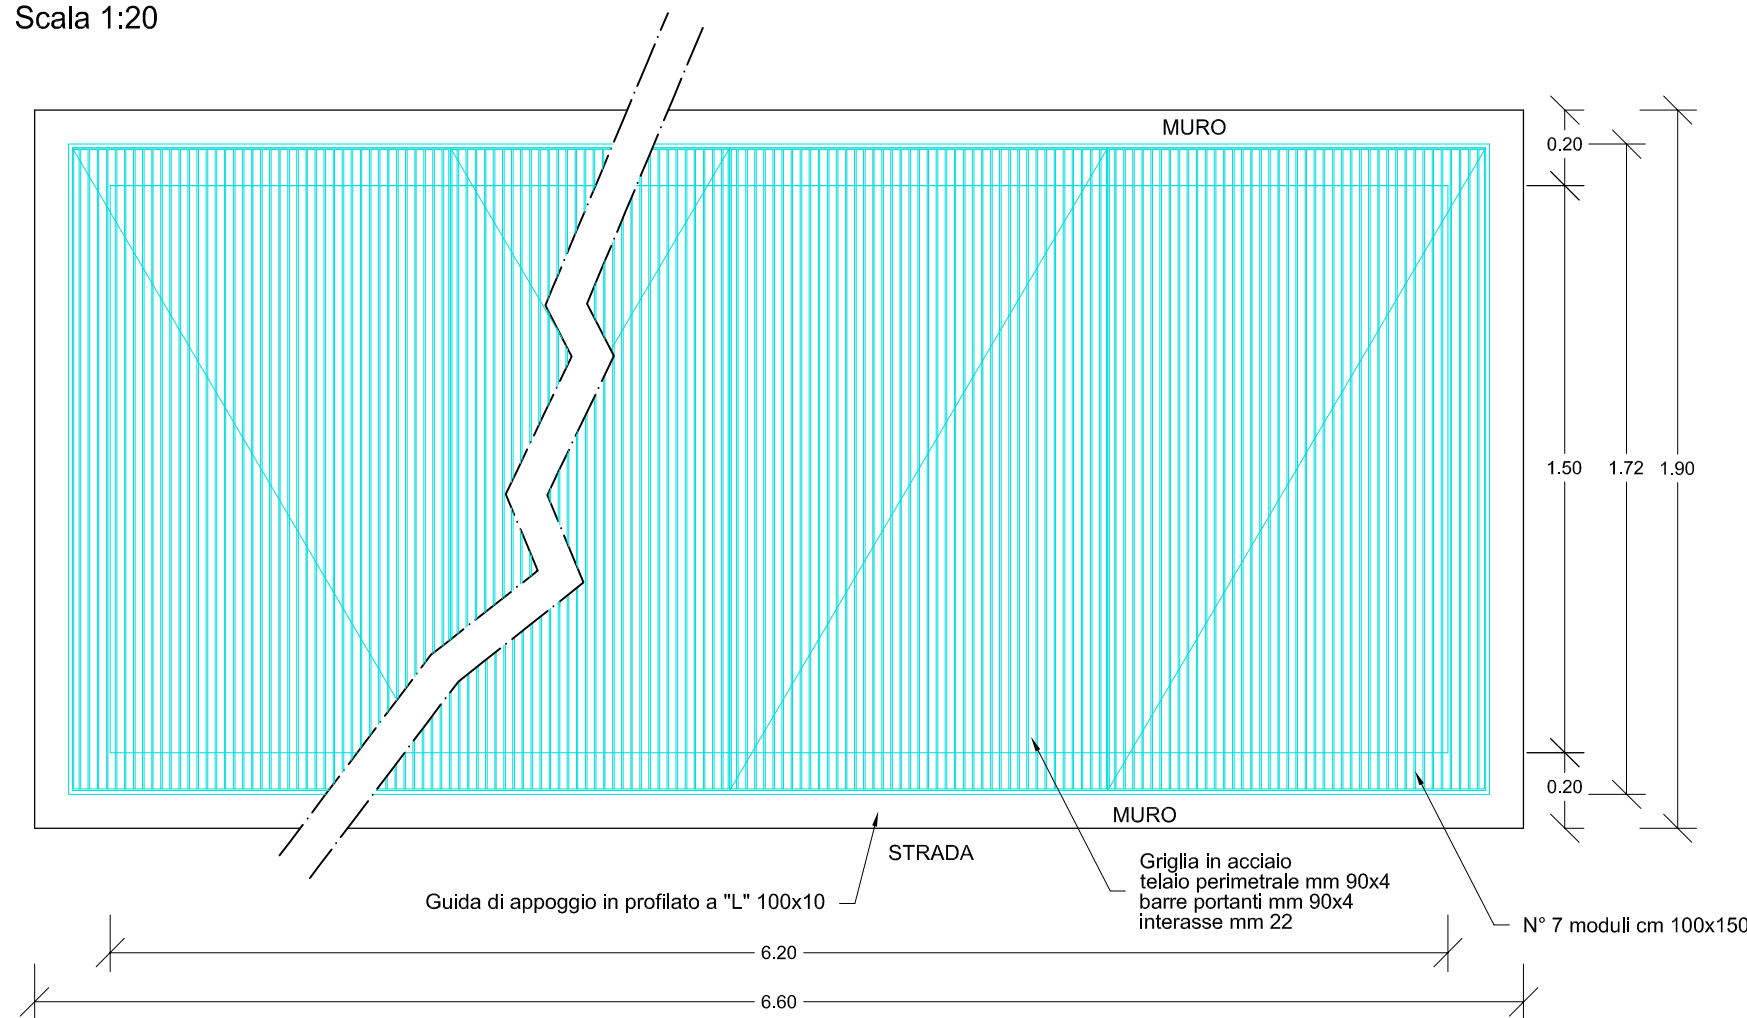 Scala 1:20
MURO
0.20
1.50
1.72
1.90
0.20
MURO
STRADA
Griglia in acciaio
telaio perimetrale mm 90x4
barre portanti mm 90x4
interasse mm 22
Guida di appoggio in profilato a "L" 100x10
N° 7 moduli cm 100x150
6.20
6.60